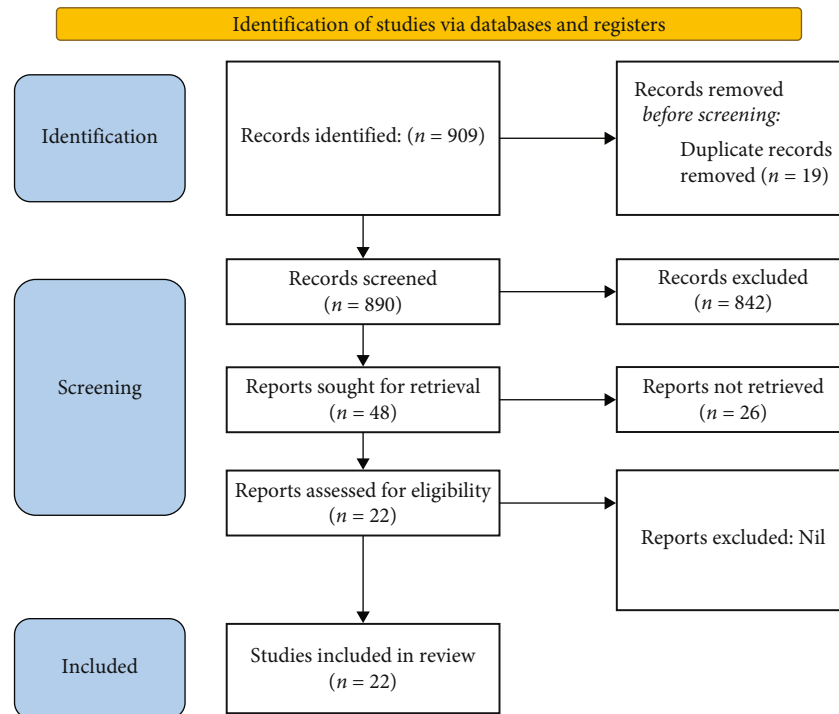 Identification of studies via databases and registers
Identification
Records identified: (n = 909)
Records removed
before screening:
Duplicate records
removed (n = 19)
Screening
Records screened
(n = 890)
Records excluded
(n = 842)
Reports sought for retrieval
(n = 48)
Reports not retrieved
(n = 26)
Reports assessed for eligibility
(n = 22)
Reports excluded: Nil
Included
Studies included in review
(n = 22)